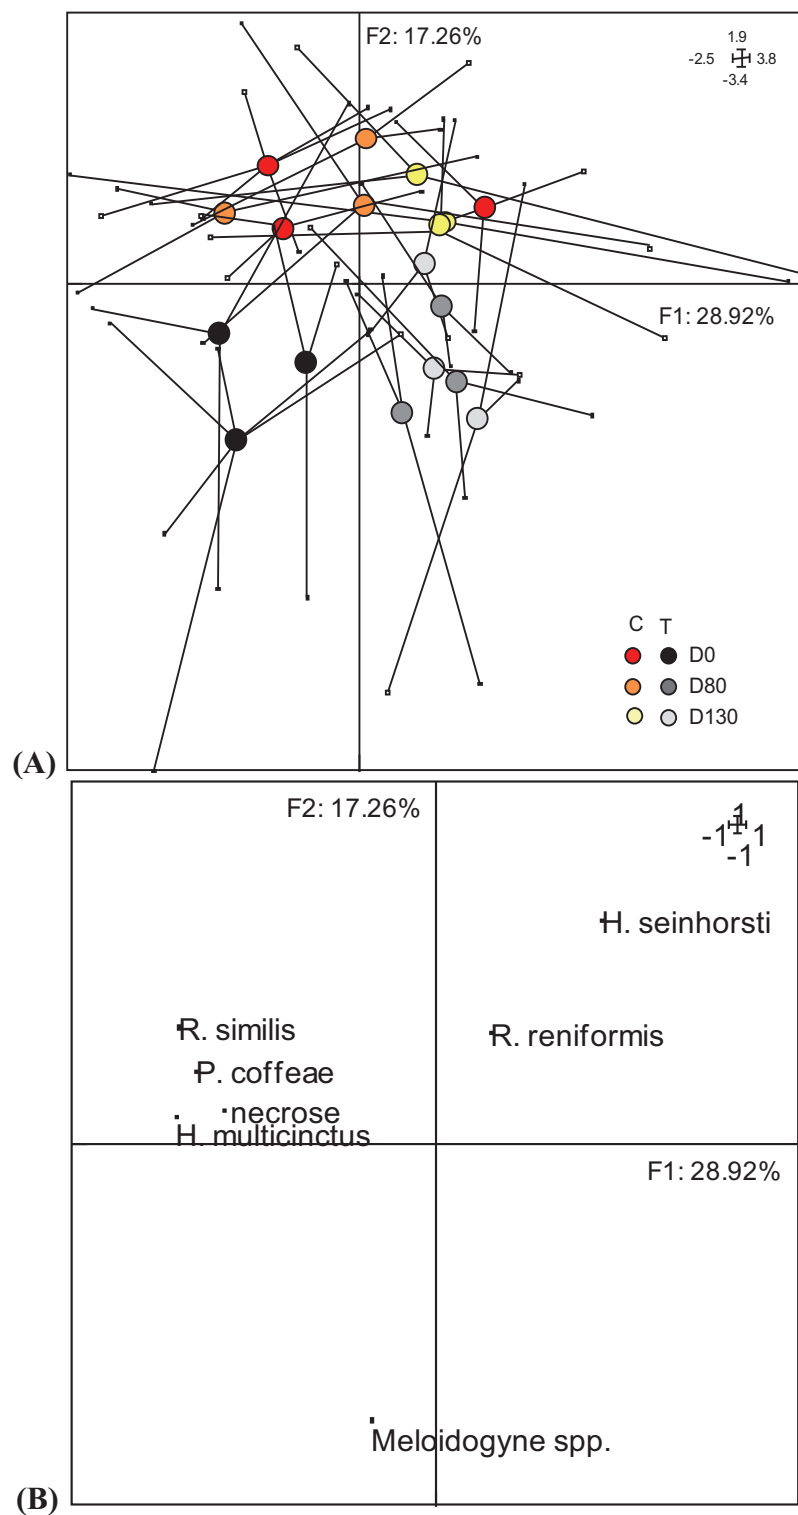 F2: 17.26%
1.9
-2.5 3.8
-3.4
F1: 28.92%
C T
D0
D80
D130
(A)
F2: 17.26%
1
-1 1
-1
H. seinhorsti
R. similis
R. reniformis
P. coffeae
necrose
H. multicinctus
F1: 28.92%
Meloidogyne spp.
(B)